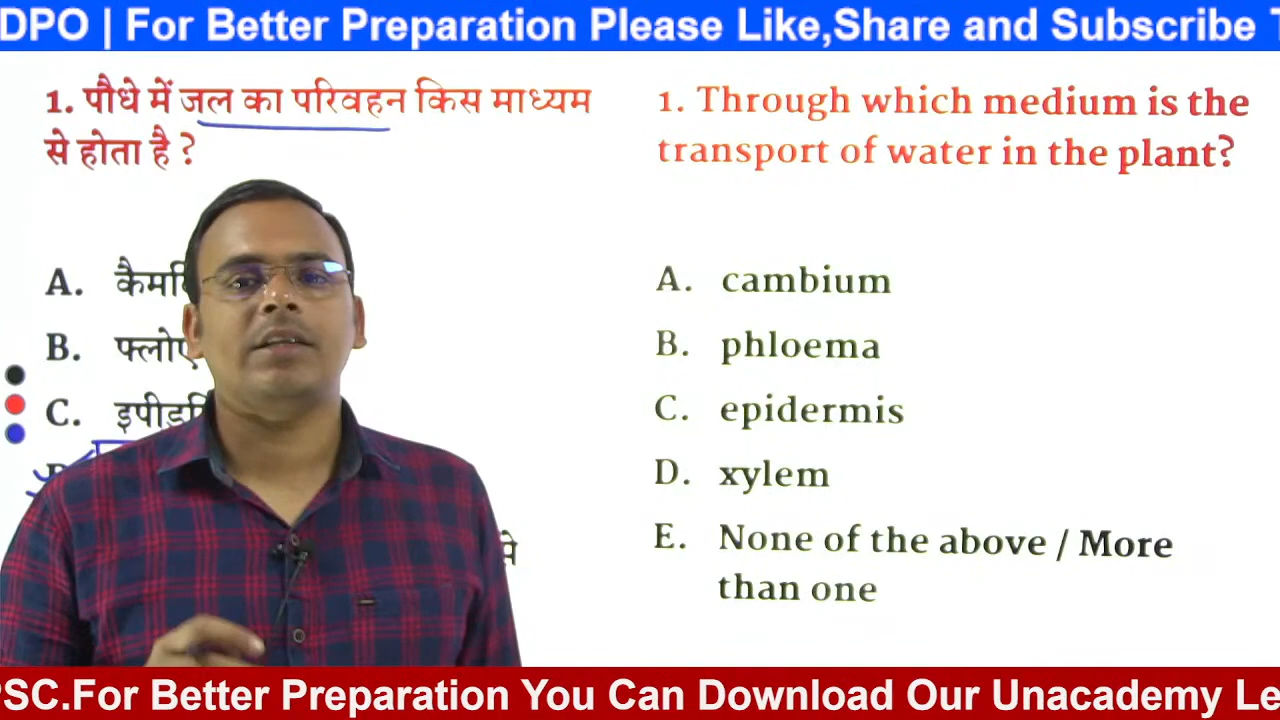 DPO | For Better Preparation Please Like,Share and Subscribe
1. पौधे में जल का परिवहन किस माध्यम
से होता है ?
A.
B.
C.
1. Through which medium is the
transport of water in the plant?
A. cambium
B. phloema
C. epidermis
D. xylem
E. None of the above / More
than one
PSC.For Better Preparation You Can Download Our Unacademy